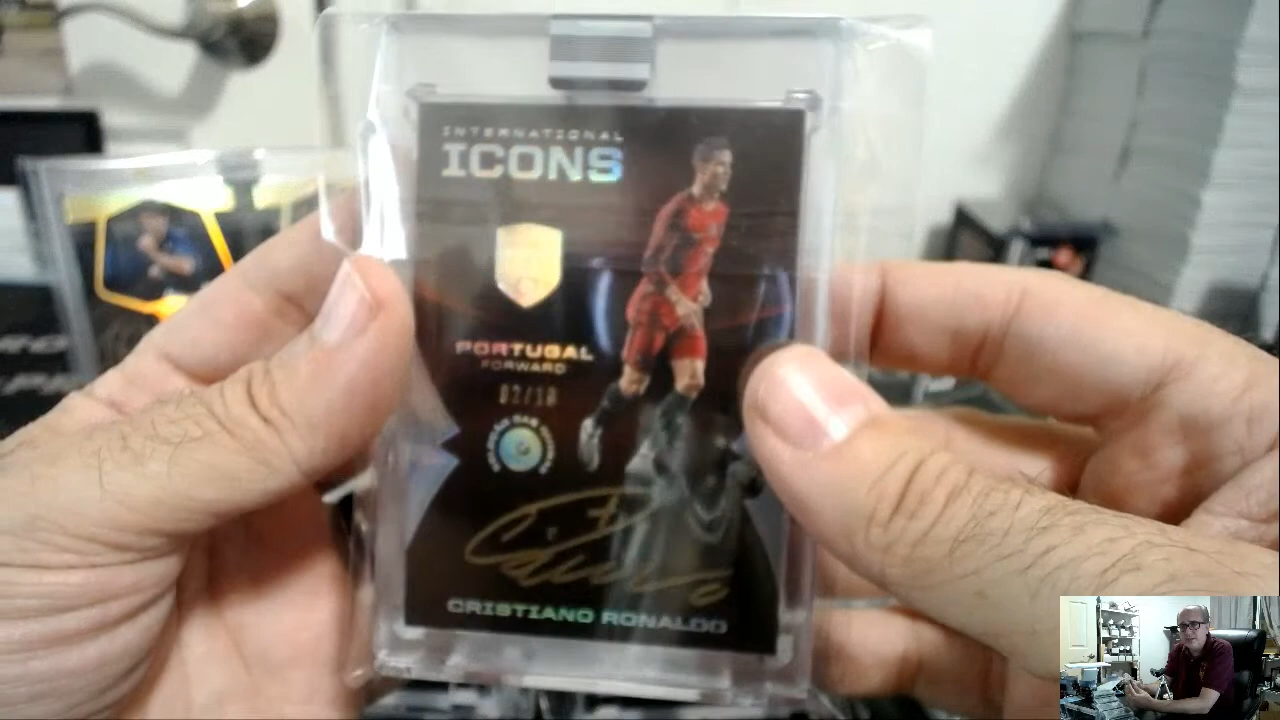 INTERNATIONAL
ICONS
PORTUGAL
FORWARD
02/10
CRISTIANO RONALDO